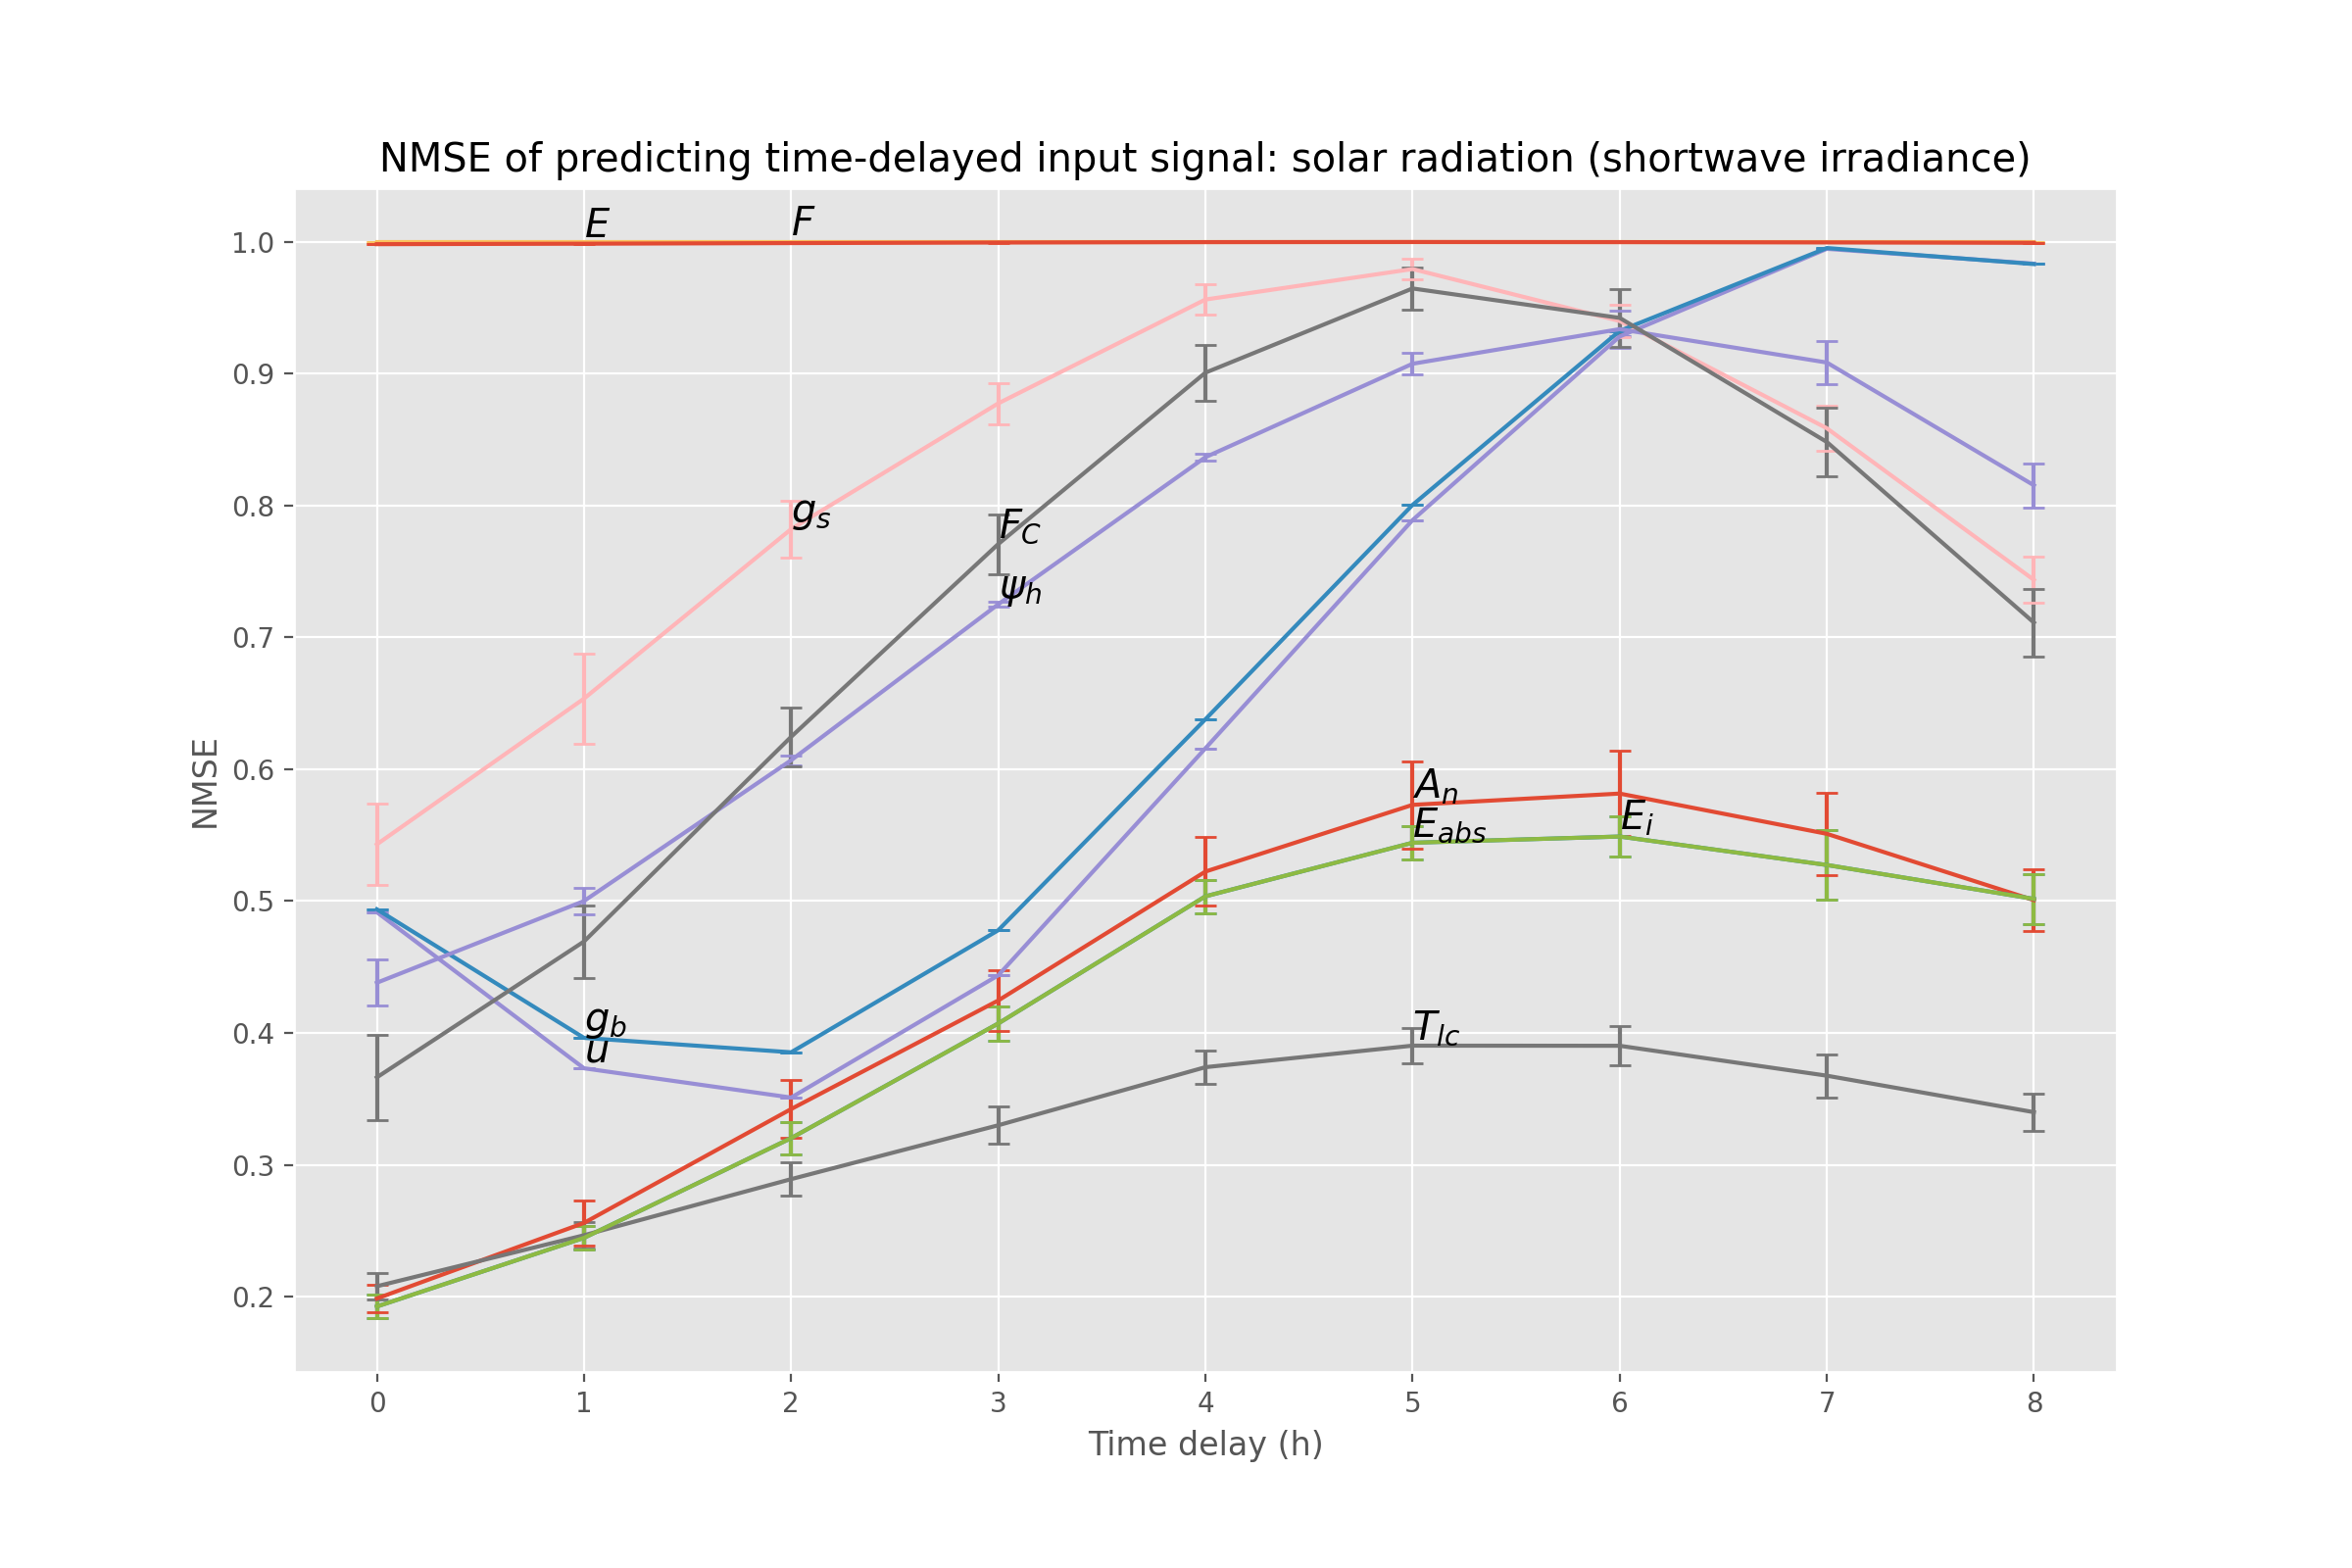 NMSE of predicting time-delayed input signal: solar radiation (shortwave irradiance)
E
F
1.0
0.9
g_s
F_C
0.8
ψ_h
0.7
NMSE
0.6
A_n
E_i
E_abs
0.5
g_b
T_lc
0.4
u
0.3
0.2
0 1 2 3 4 5 6 7 8
Time delay (h)